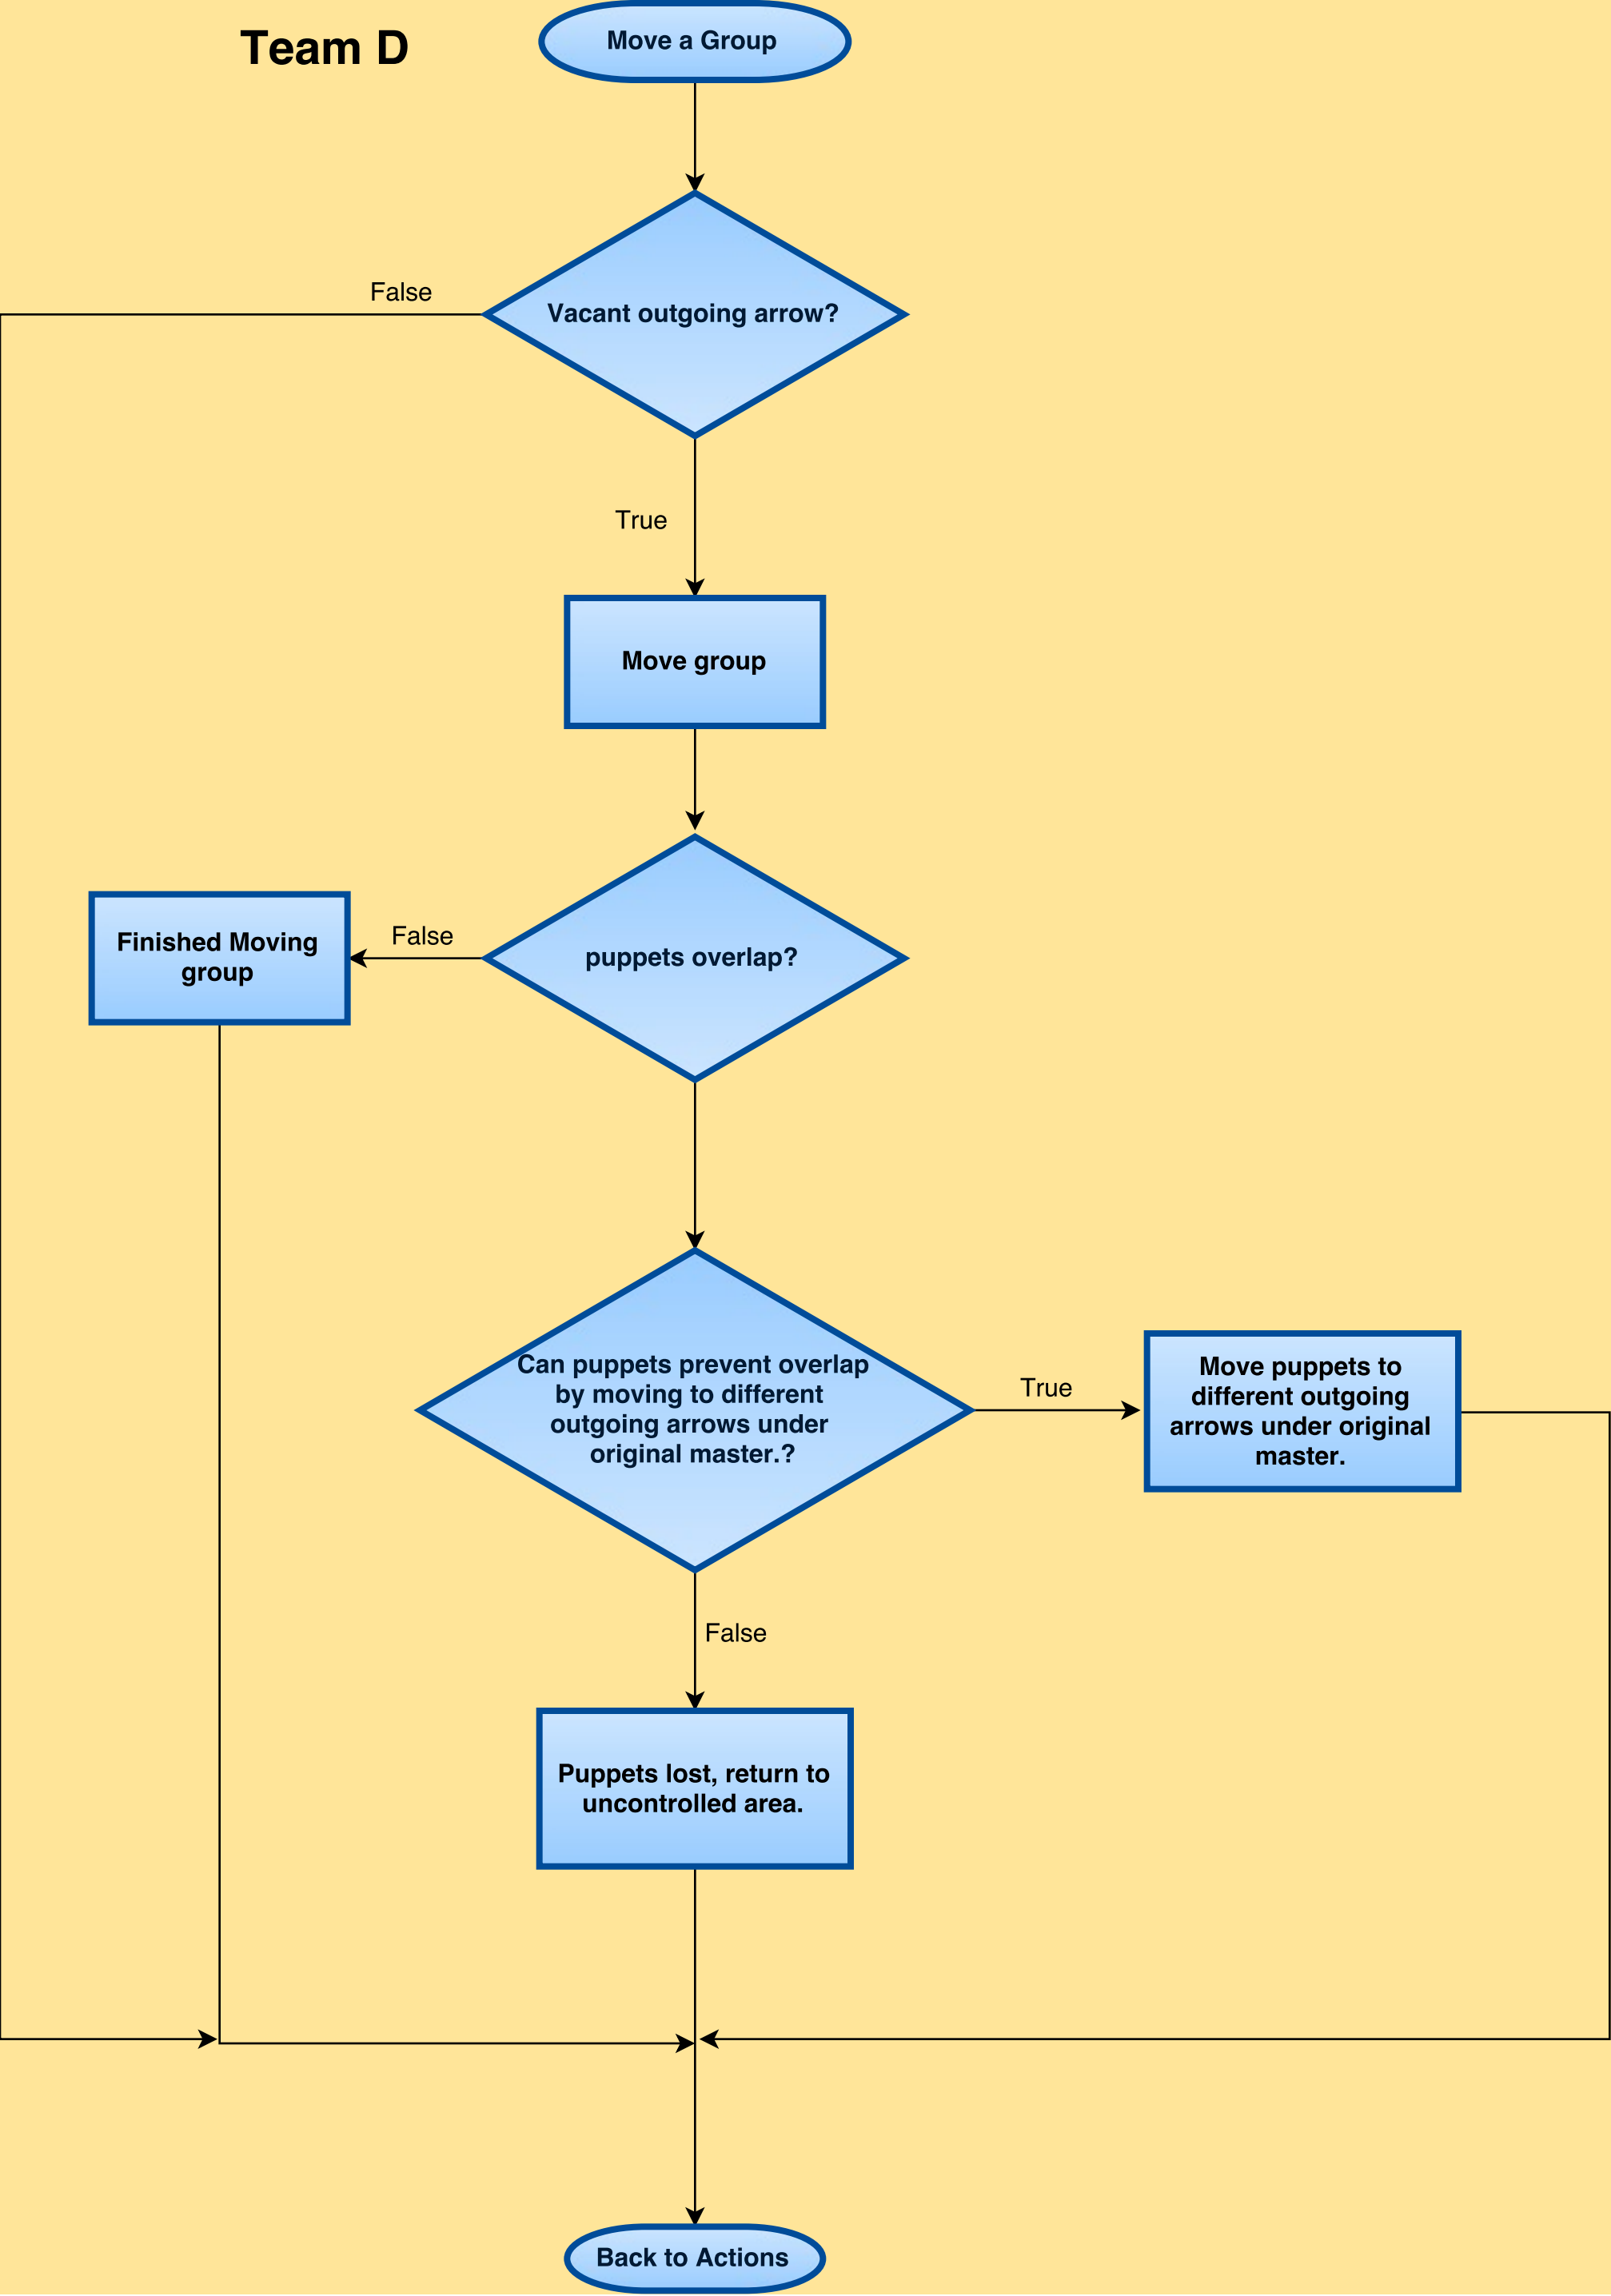 Team D
Move a Group
False
Vacant outgoing arrow?
True
Move group
Finished Moving
group
False
puppets overlap?
Can puppets prevent overlap
by moving to different
outgoing arrows under
original master.?
True
Move puppets to
different outgoing
arrows under original
master.
False
Puppets lost, return to
uncontrolled area.
Back to Actions